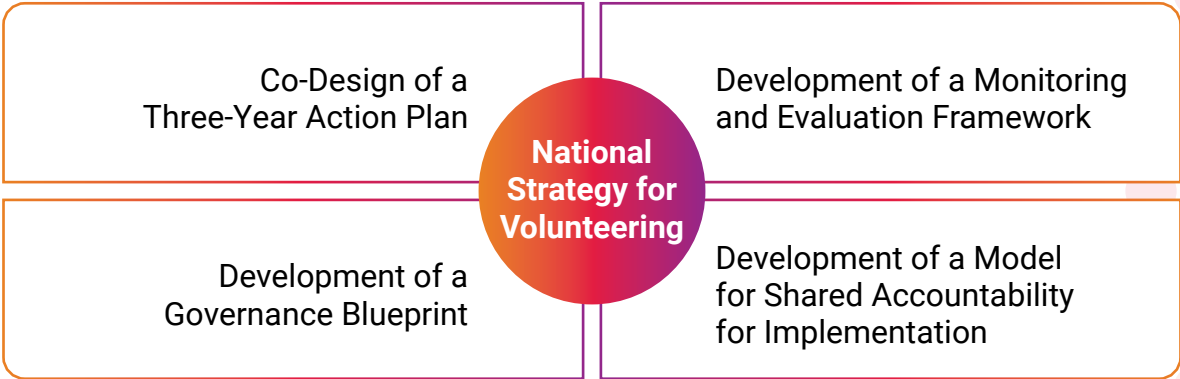 Co-Design of a
Three-Year Action Plan
Development of a Monitoring
and Evaluation Framework
National
Strategy for
Volunteering
Development of a
Governance Blueprint
Development of a Model
for Shared Accountability
for Implementation